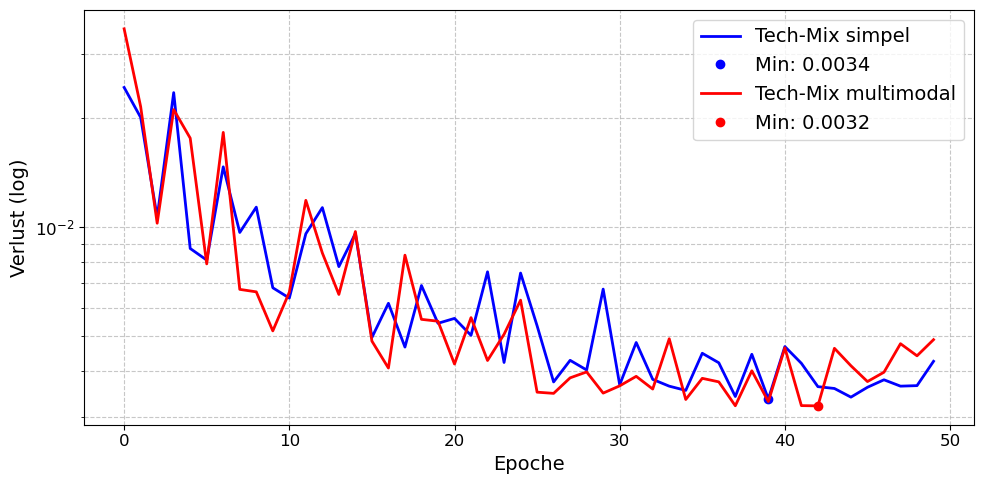 Tech-Mix simpel
Min: 0.0034
Tech-Mix multimodal
Min: 0.0032
Verlust (log)
10⁻²
0 10 20 30 40 50
Epoche